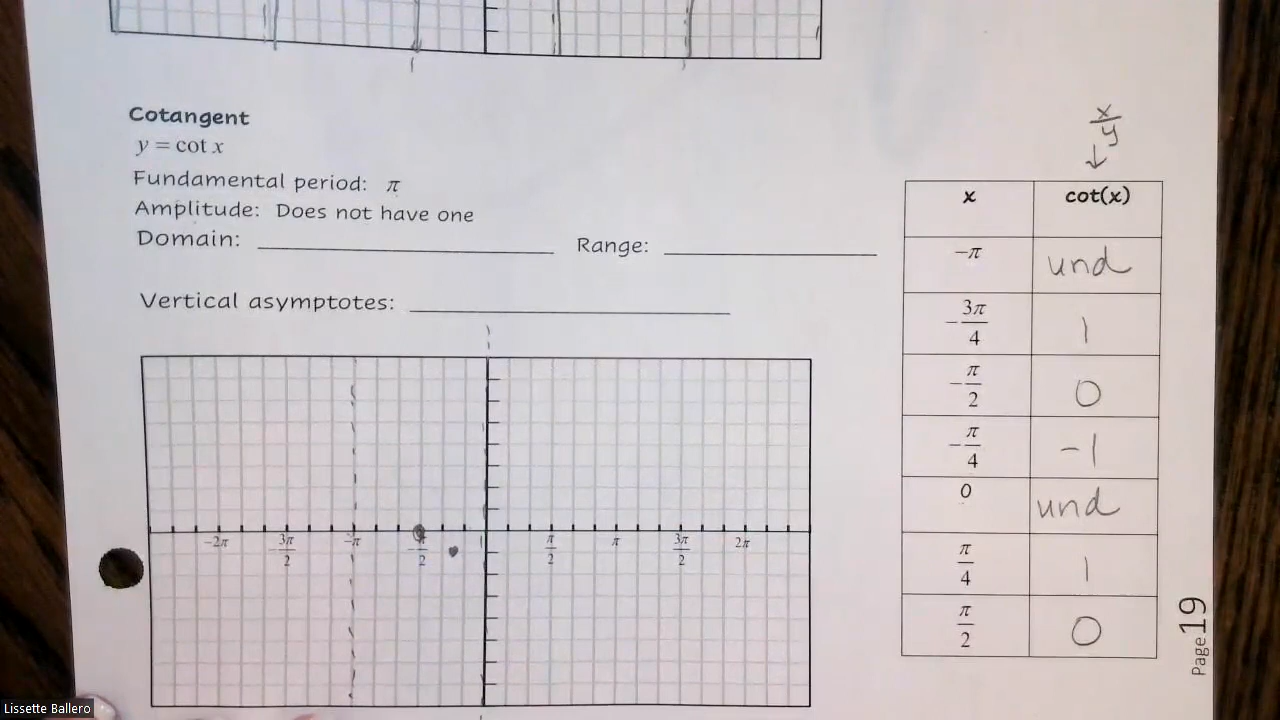 Cotangent
y = cot x
Fundamental period: π
Amplitude: Does not have one
Domain: 
Range: 
Vertical asymptotes: 
x/y
↓
x cot(x)
-π und
-3π/4 1
-π/2 0
-π/4 -1
0 und
π/4 1
π/2 0
-2π -3π/2 -π -π/2 π/2 π 3π/2 2π
Page 19
Lissette Ballero